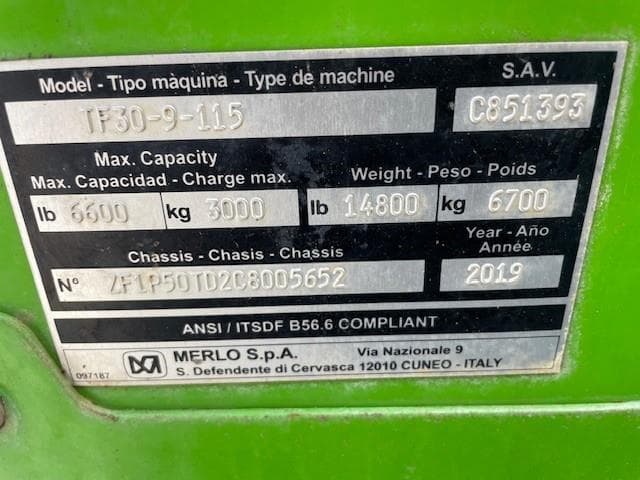 Model - Tipo màquina - Type de machine
S.A.V.
TF30-9-115
C851393
Max. Capacity
Max. Capacidad - Charge max.
Weight - Peso - Poids
lb 6600 kg 3000 lb 14800 kg 6700
Chassis - Chasis - Chassis
Year - Año
Année
N° ZF1P50TD2C8005652
2019
ANSI / ITSDF B56.6 COMPLIANT
MERLO S.p.A. Via Nazionale 9
S. Defendente di Cervasca 12010 CUNEO - ITALY
097187